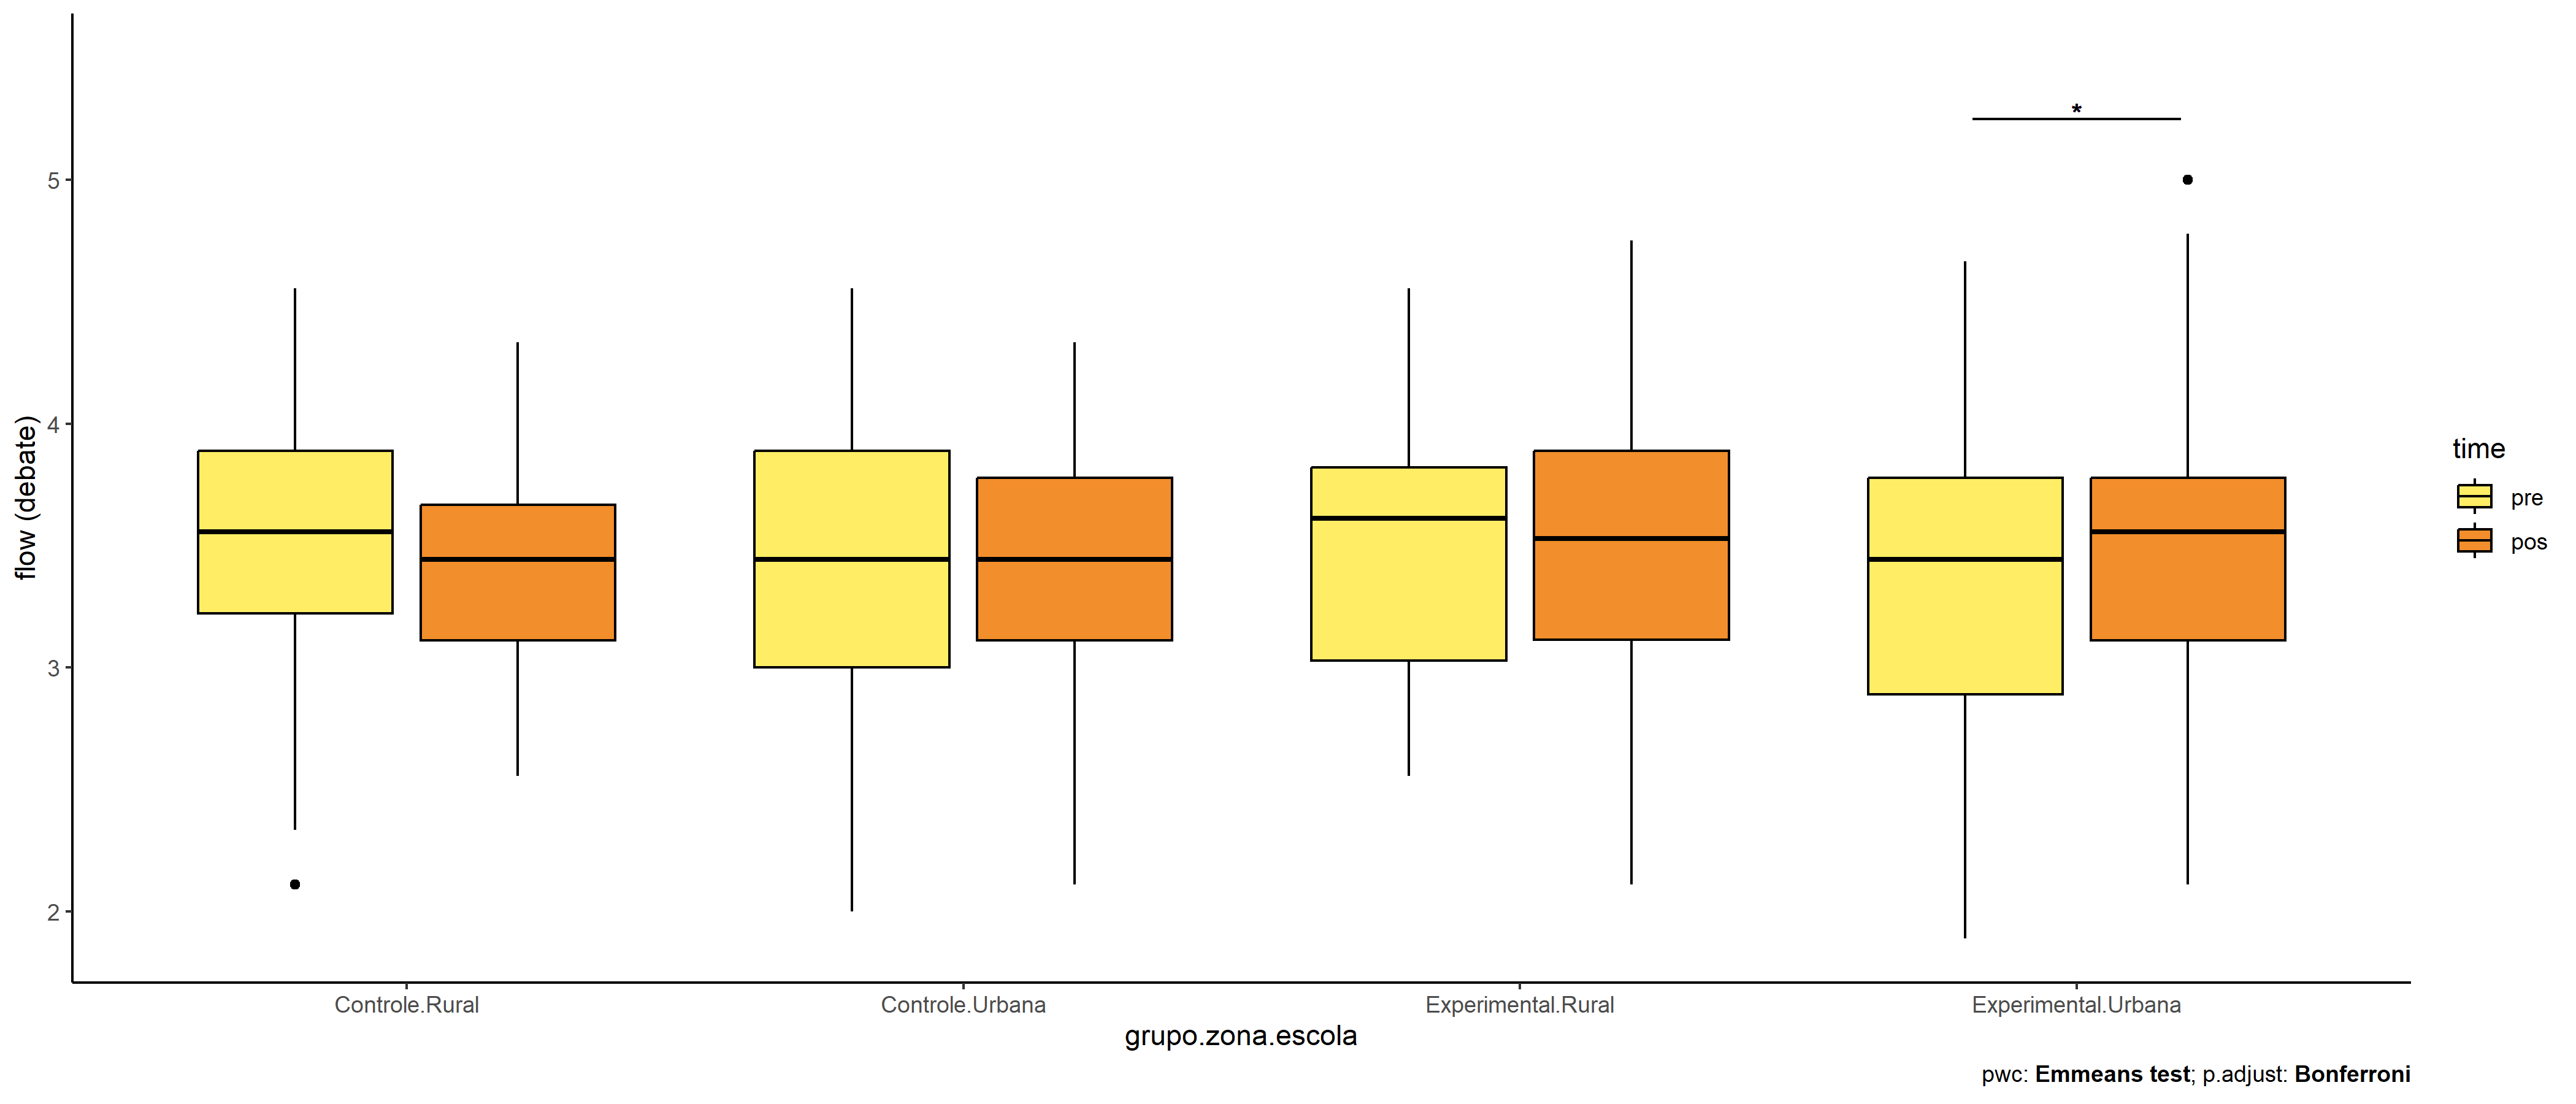 *
5
4
3
2
flow (debate)
Controle.Rural
Controle.Urbana
Experimental.Rural
Experimental.Urbana
grupo.zona.escola
time
pre
pos
pwc: Emmeans test; p.adjust: Bonferroni